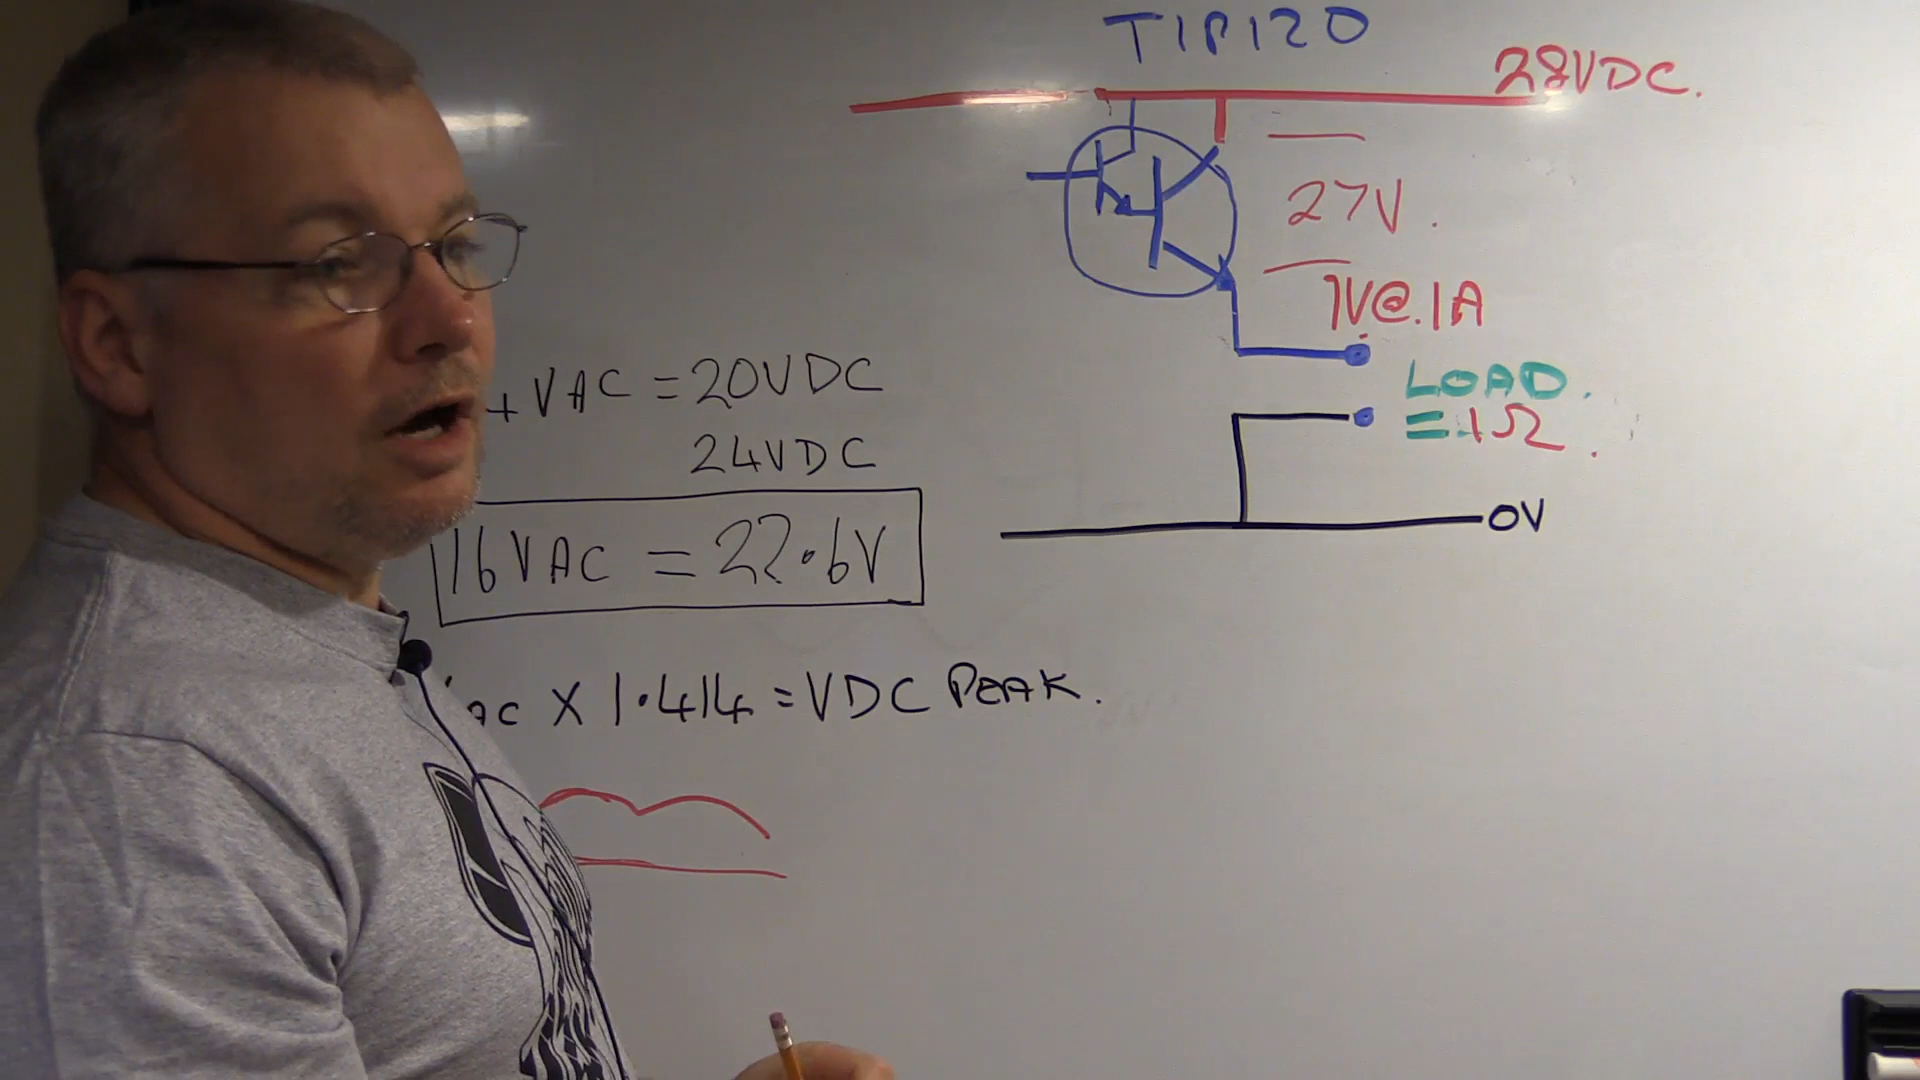 TIP120
28VDC.
27V.
1V@.1A
LOAD.
=.1Ω.
0V
VAC = 20VDC
24VDC
16VAC = 22.6V
AC X 1.414 = VDC PEAK.